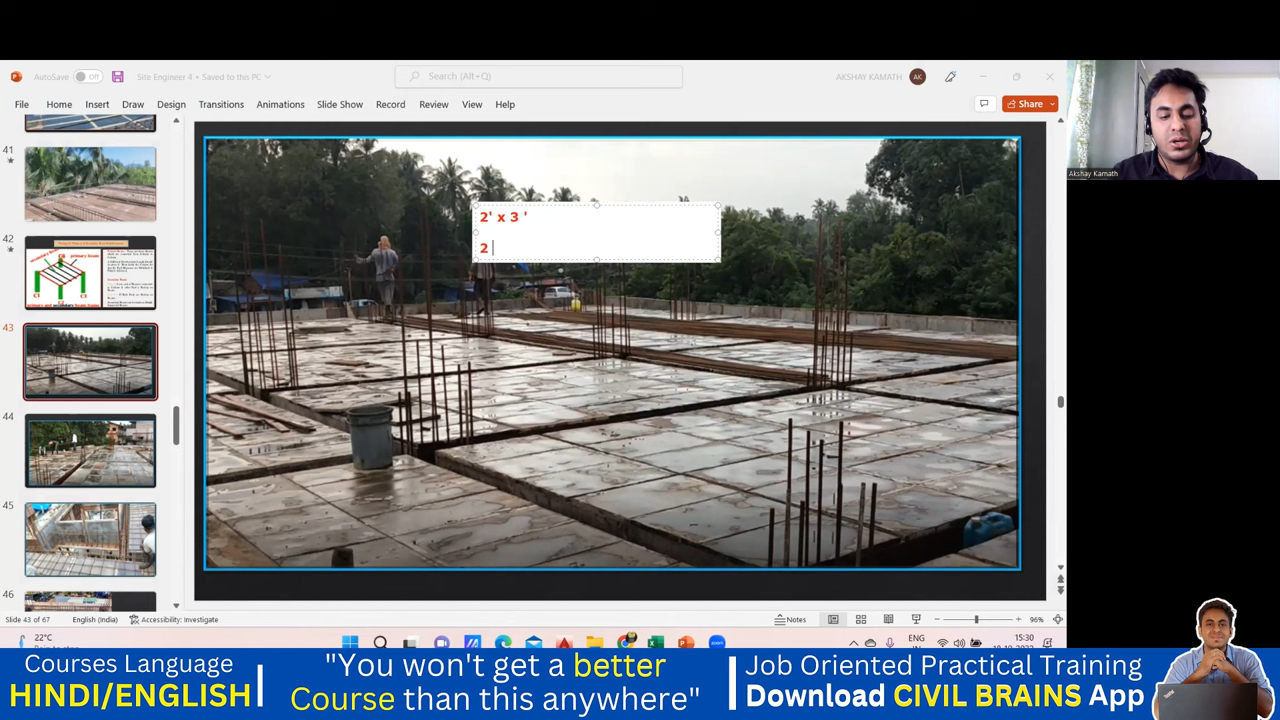 AutoSave
Off
Site Engineer 4 • Saved to this PC
Search (Alt+Q)
AKSHAY KAMATH
AK
File
Home
Insert
Draw
Design
Transitions
Animations
Slide Show
Record
Review
View
Help
Share
Akshay Kamath
41
42
43
44
45
46
2' x 3 '
2
secondary beam
primary beam
Slide 43 of 67
English (India)
Accessibility: Investigate
Notes
96%
22°C
ENG
15:30
Courses Language
HINDI/ENGLISH
"You won't get a better
Course than this anywhere"
Job Oriented Practical Training
Download CIVIL BRAINS App